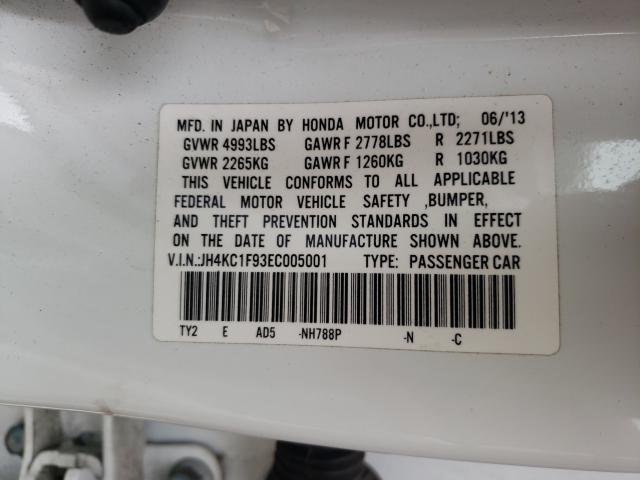 MFD. IN JAPAN BY HONDA MOTOR CO.,LTD; 06/'13
GVWR 4993LBS GAWR F 2778LBS R 2271LBS
GVWR 2265KG GAWR F 1260KG R 1030KG
THIS VEHICLE CONFORMS TO ALL APPLICABLE
FEDERAL MOTOR VEHICLE SAFETY ,BUMPER,
AND THEFT PREVENTION STANDARDS IN EFFECT
ON THE DATE OF MANUFACTURE SHOWN ABOVE.
V.I.N.:JH4KC1F93EC005001 TYPE: PASSENGER CAR
TY2 E AD5 -NH788P -N -C